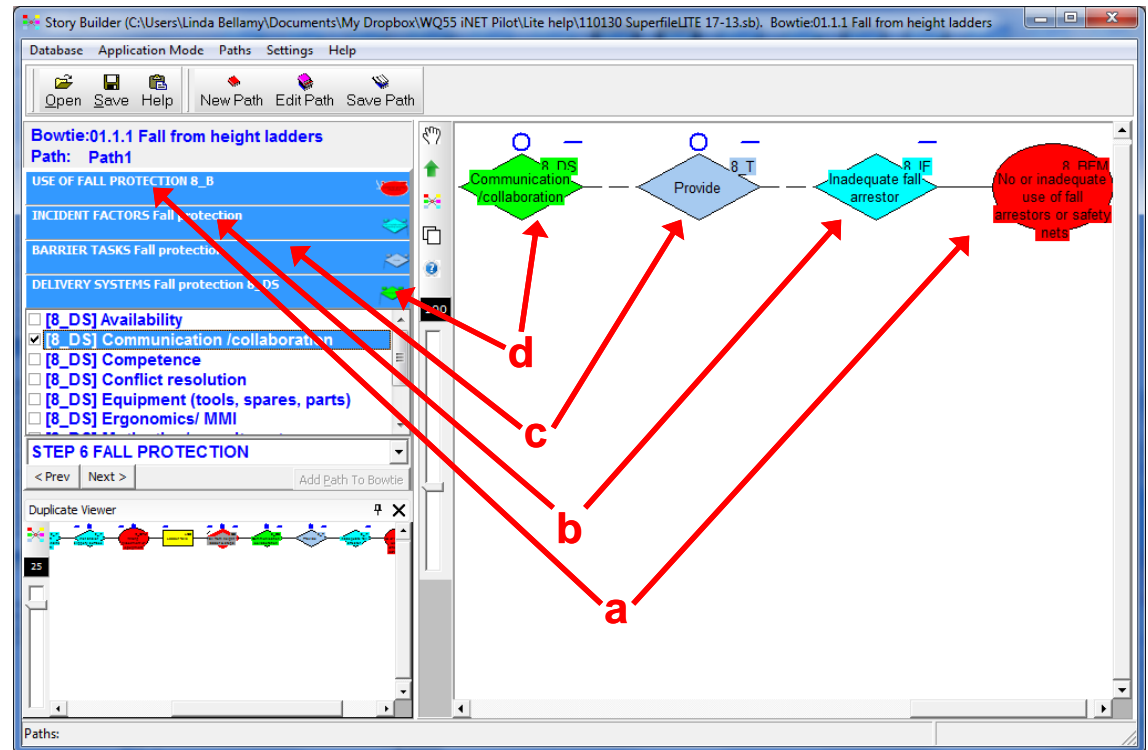 Story Builder (C:\Users\Linda Bellamy\Documents\My Dropbox\WQ55 iNET Pilot\Lite help\110130 SuperfileLITE 17-13.sb). Bowtie:01.1.1 Fall from height ladders
Database Application Mode Paths Settings Help
Open Save Help New Path Edit Path Save Path
Bowtie:01.1.1 Fall from height ladders
Path: Path1
USE OF FALL PROTECTION 8_B
INCIDENT FACTORS Fall protection
BARRIER TASKS Fall protection
DELIVERY SYSTEMS Fall protection 8_DS
[8_DS] Availability
[8_DS] Communication /collaboration
[8_DS] Competence
[8_DS] Conflict resolution
[8_DS] Equipment (tools, spares, parts)
[8_DS] Ergonomics/ MMI
STEP 6 FALL PROTECTION
< Prev Next > Add Path To Bowtie
Duplicate Viewer
25
100
8_DS
Communication
/collaboration
8_T
Provide
8_IF
Inadequate fall
arrestor
8_BFM
No or inadequate
use of fall
arrestors or safety
nets
d
c
b
a
Paths: